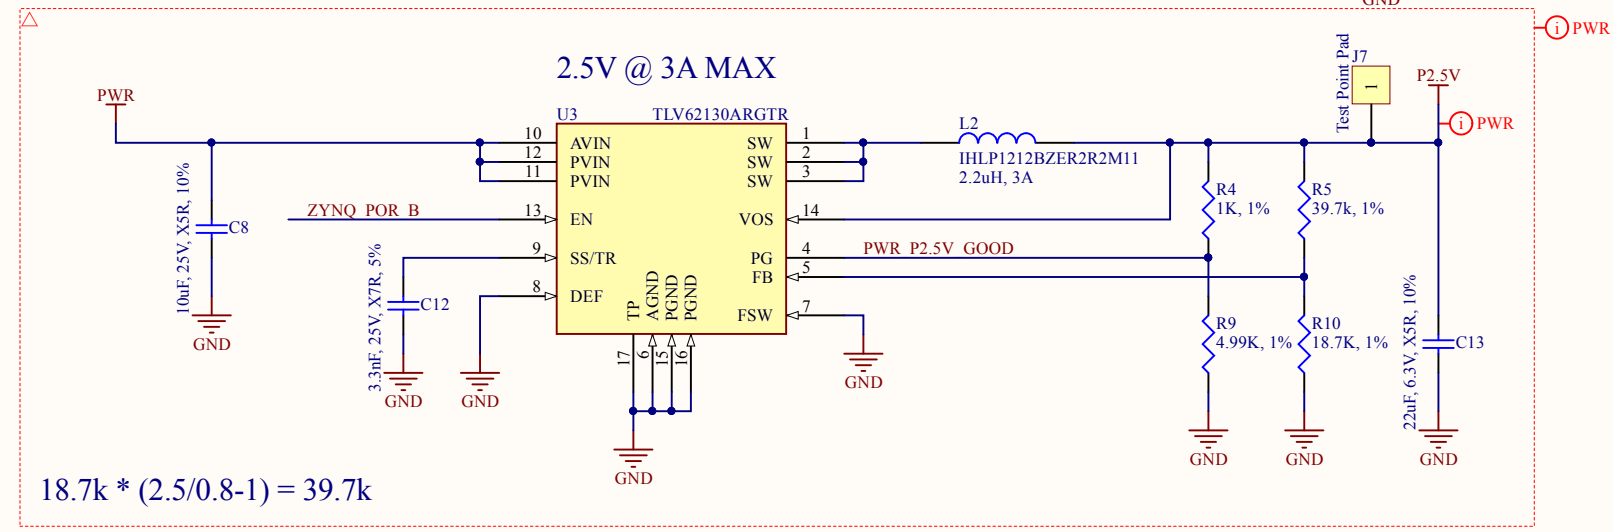 GND
PWR
2.5V @ 3A MAX
Test Point Pad
J7
1
P2.5V
PWR
PWR
U3
TLV62130ARGTR
10
AVIN
12
PVIN
11
PVIN
13
EN
9
SS/TR
8
DEF
SW
1
SW
2
SW
3
VOS
14
PG
4
FB
5
FSW
7
TP
AGND
PGND
PGND
17
6
15
16
L2
IHLP1212BZER2R2M11
2.2uH, 3A
ZYNQ_POR_B
PWR_P2.5V_GOOD
10uF, 25V, X5R, 10%
C8
GND
3.3nF, 25V, X7R, 5%
C12
GND
GND
GND
GND
R4
1K, 1%
R5
39.7k, 1%
R9
4.99K, 1%
R10
18.7K, 1%
22uF, 6.3V, X5R, 10%
C13
GND
GND
GND
18.7k * (2.5/0.8-1) = 39.7k